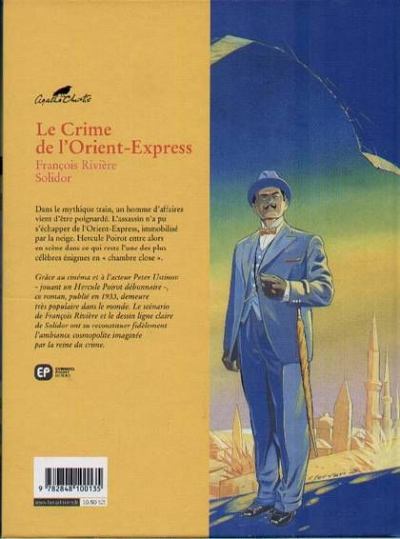 Agatha Christie
Le Crime
de l'Orient-Express
François Rivière
Solidor
Dans le mythique train, un homme d'affaires
vient d'être poignardé. L'assassin n'a pu
s'échapper de l'Orient-Express, immobilisé
par la neige. Hercule Poirot entre alors
en scène dans ce qui reste l'une des plus
célèbres énigmes en « chambre close ».
Grâce au cinéma et à l'acteur Peter Ustinov
- jouant un Hercule Poirot débonnaire -,
ce roman, publié en 1933, demeure
très populaire dans le monde. Le scénario
de François Rivière et le dessin ligne claire
de Solidor ont su reconstituer fidèlement
l'ambiance cosmopolite imaginée
par la reine du crime.
EP
9 782848 100135